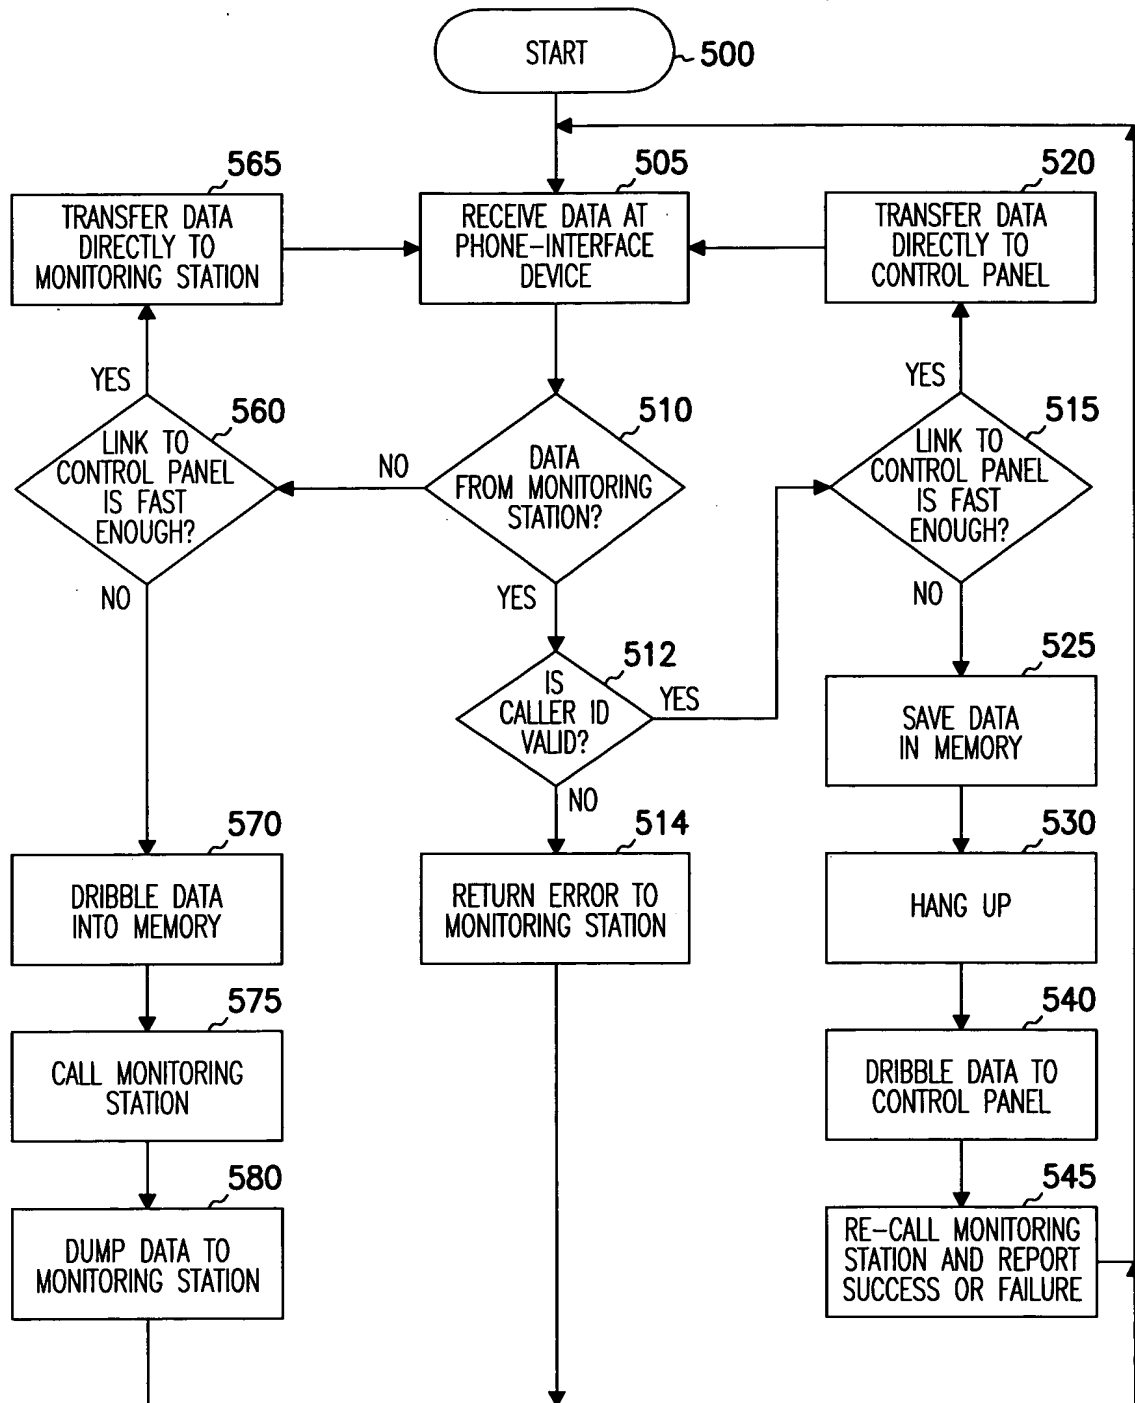 START
500
565
TRANSFER DATA
DIRECTLY TO
MONITORING STATION
505
RECEIVE DATA AT
PHONE-INTERFACE
DEVICE
520
TRANSFER DATA
DIRECTLY TO
CONTROL PANEL
YES
560
LINK TO
CONTROL PANEL
IS FAST
ENOUGH?
NO
NO
510
DATA
FROM MONITORING
STATION?
YES
YES
515
LINK TO
CONTROL PANEL
IS FAST
ENOUGH?
NO
512
IS
CALLER ID
VALID?
YES
NO
525
SAVE DATA
IN MEMORY
570
DRIBBLE DATA
INTO MEMORY
514
RETURN ERROR TO
MONITORING STATION
530
HANG UP
575
CALL MONITORING
STATION
540
DRIBBLE DATA TO
CONTROL PANEL
580
DUMP DATA TO
MONITORING STATION
545
RE-CALL MONITORING
STATION AND REPORT
SUCCESS OR FAILURE